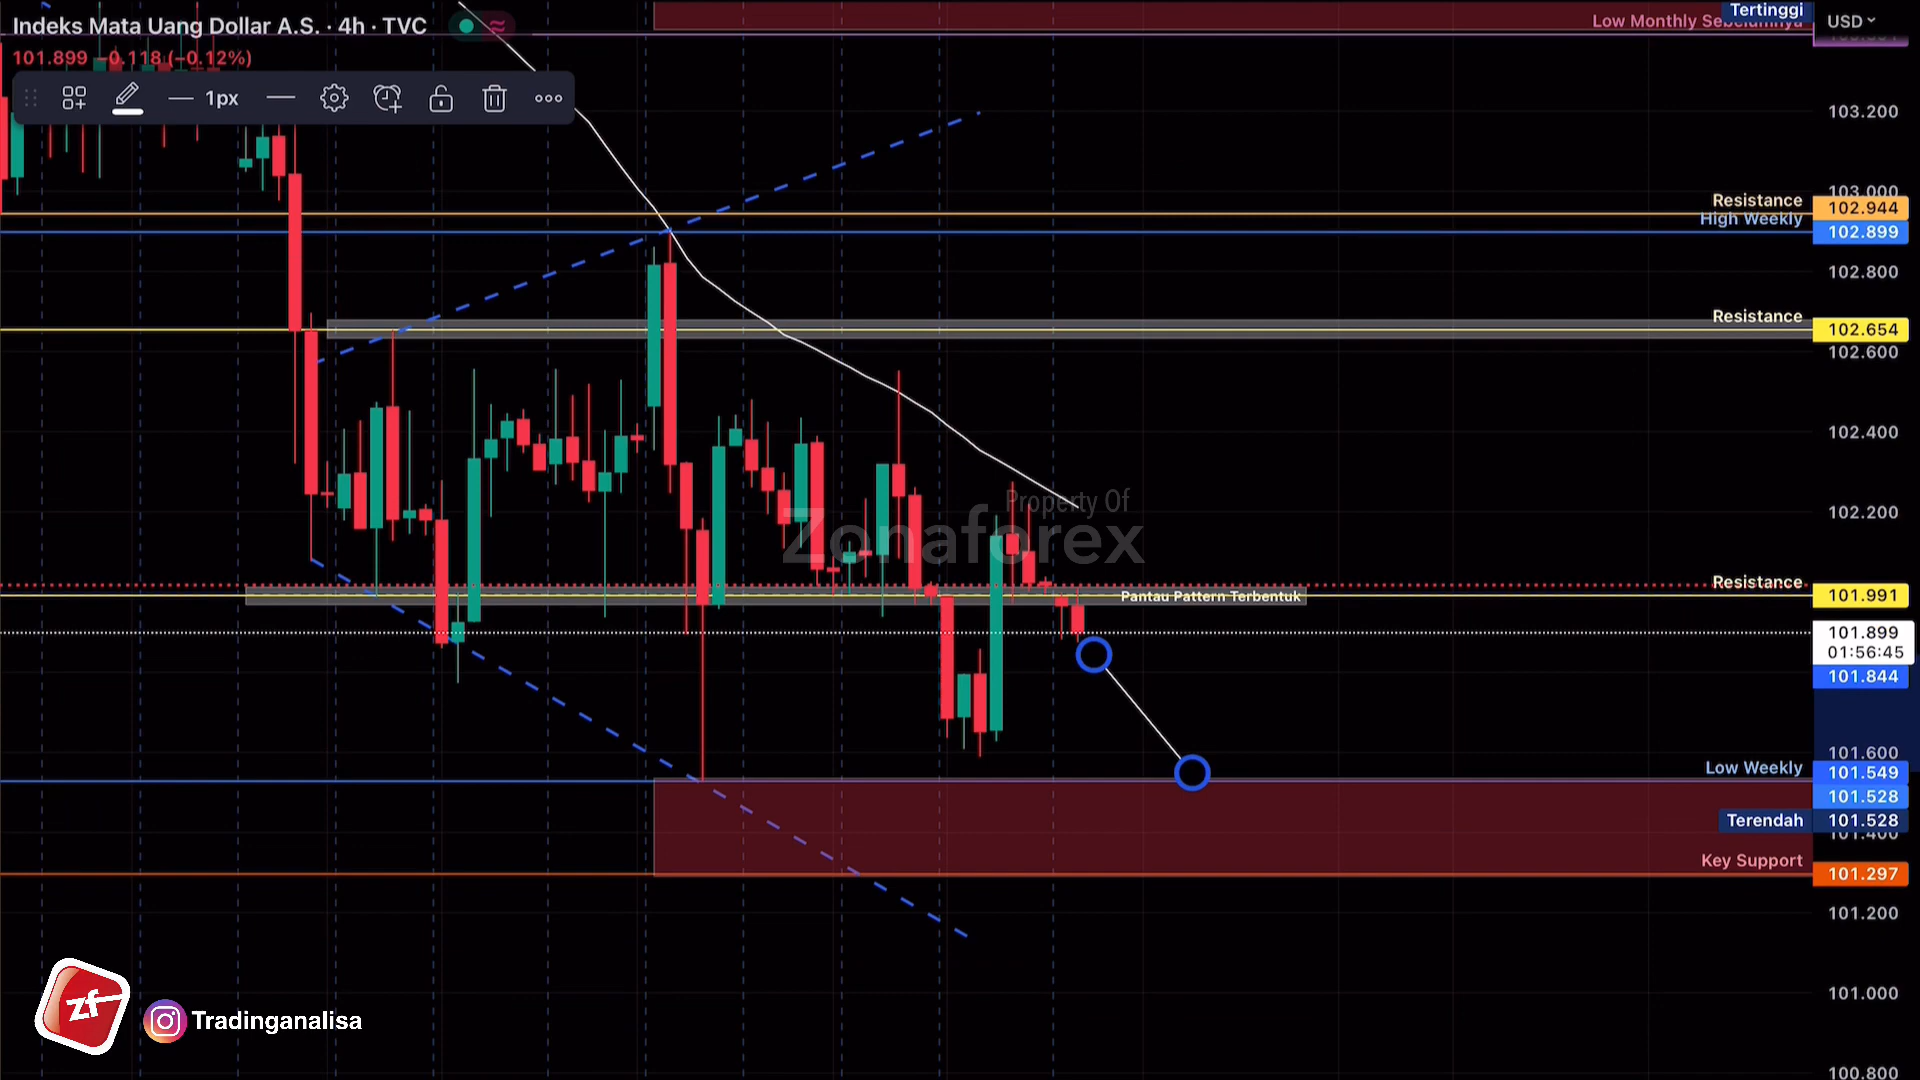 Indeks Mata Uang Dollar A.S. · 4h · TVC
101.899 −0.118 (−0.12%)
1px
Tertinggi
Low Monthly Sebelumnya
USD
103.200
103.000
Resistance
102.944
High Weekly
102.899
102.800
Resistance
102.654
102.600
102.400
102.200
Property Of
Zonaforex
Resistance
Pantau Pattern Terbentuk
101.991
101.899
01:56:45
101.844
101.600
Low Weekly
101.549
101.528
Terendah
101.528
101.400
Key Support
101.297
101.200
101.000
100.800
zf
Tradinganalisa